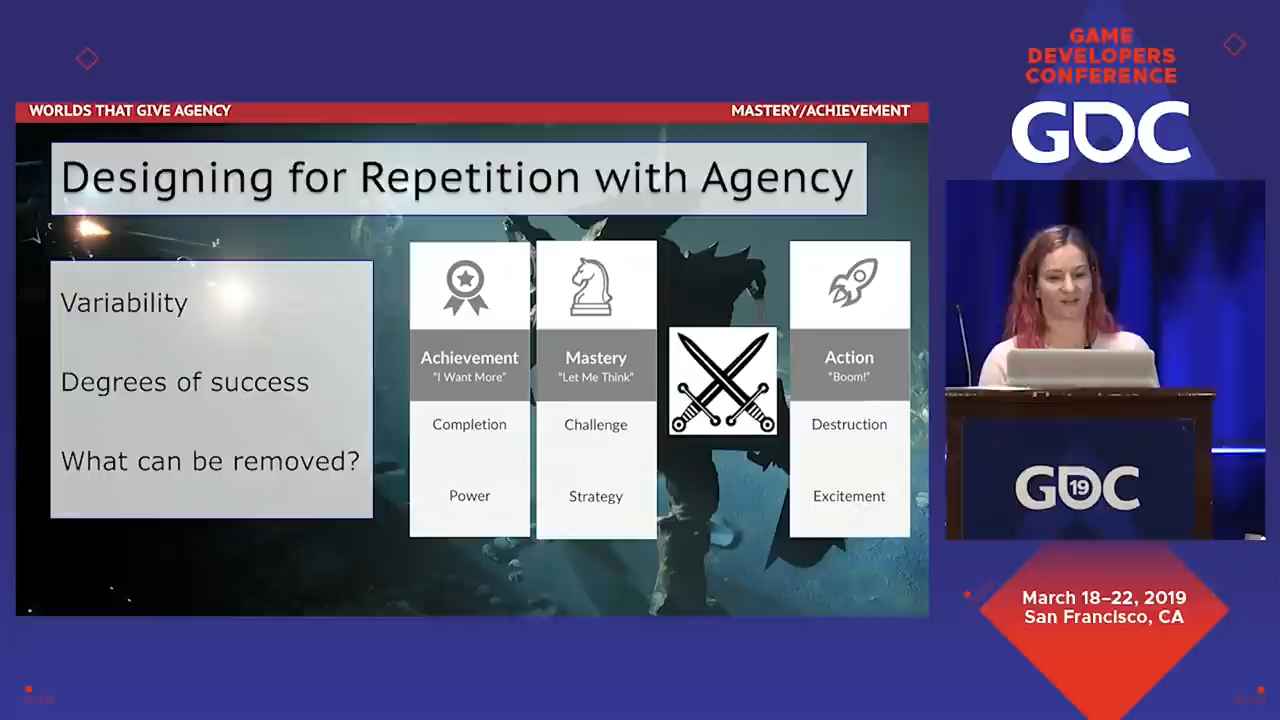 WORLDS THAT GIVE AGENCY
MASTERY/ACHIEVEMENT
Designing for Repetition with Agency
Variability
Degrees of success
What can be removed?
Achievement
"I Want More"
Completion
Power
Mastery
"Let Me Think"
Challenge
Strategy
Action
"Boom!"
Destruction
Excitement
GAME
DEVELOPERS
CONFERENCE
GDC
GDC
19
March 18–22, 2019
San Francisco, CA